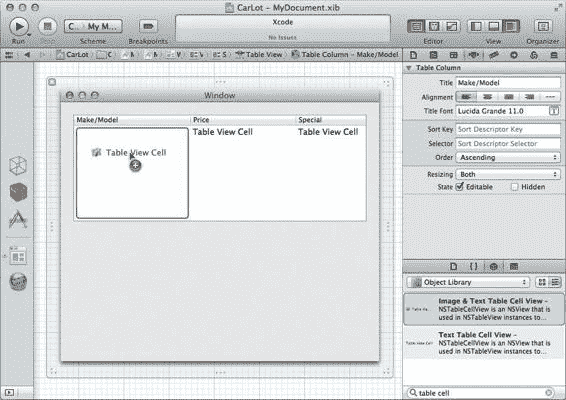 CarLot – MyDocument.xib
Xcode
No Issues
Run
Stop
C... My M...
Scheme
Breakpoints
Editor
View
Organizer
CarLot
Table View
Table Column – Make/Model
Window
Make/Model
Price
Special
Table View Cell
Table View Cell
Table View Cell
Table Column
Title
Make/Model
Alignment
Title Font
Lucida Grande 11.0
Sort Key
Sort Descriptor Key
Selector
Sort Descriptor Selector
Order
Ascending
Resizing
Both
State
Editable
Hidden
Object Library
Image & Text Table Cell View –
NSTableCellView is an NSView that is
used in NSTableView instances to...
Text Table Cell View –
NSTableCellView is an NSView that is
used in NSTableView instances to...
table cell